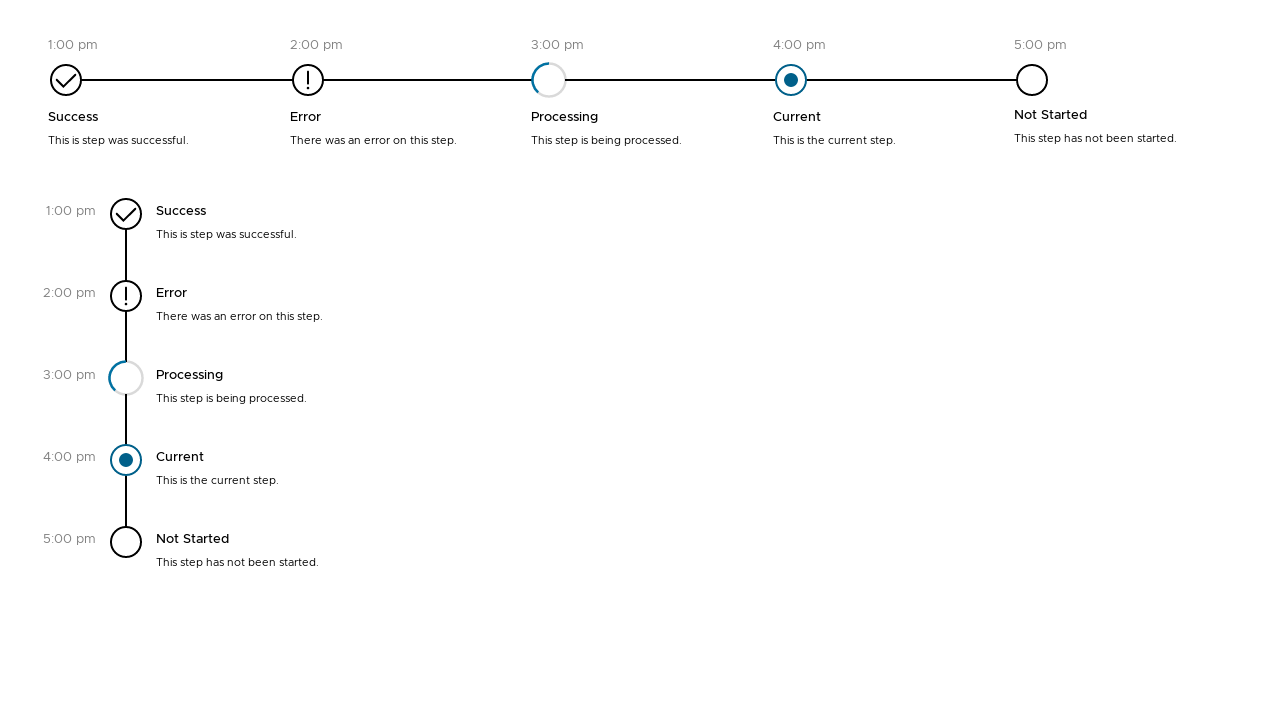 1:00 pm 2:00 pm 3:00 pm 4:00 pm 5:00 pm
Success Error Processing Current Not Started
This is step was successful. There was an error on this step. This step is being processed. This is the current step. This step has not been started.
1:00 pm Success
This is step was successful.
2:00 pm Error
There was an error on this step.
3:00 pm Processing
This step is being processed.
4:00 pm Current
This is the current step.
5:00 pm Not Started
This step has not been started.